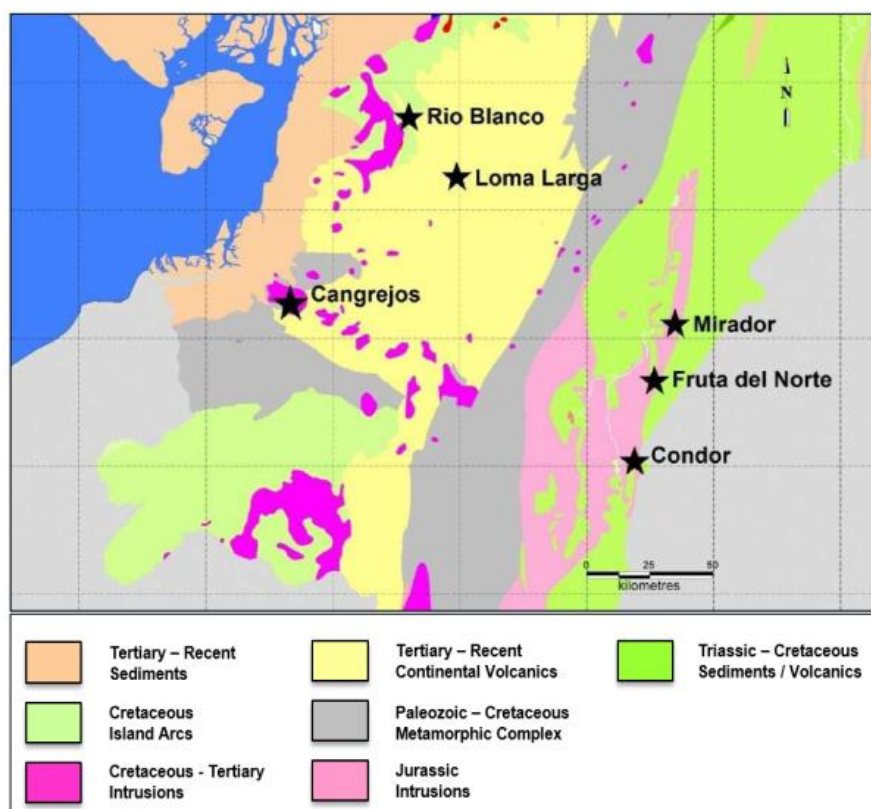 N
Rio Blanco
Loma Larga
Cangrejos
Mirador
Fruta del Norte
Condor
0 25 50
kilometres
Tertiary – Recent
Sediments
Tertiary – Recent
Continental Volcanics
Triassic – Cretaceous
Sediments / Volcanics
Cretaceous
Island Arcs
Paleozoic – Cretaceous
Metamorphic Complex
Cretaceous - Tertiary
Intrusions
Jurassic
Intrusions